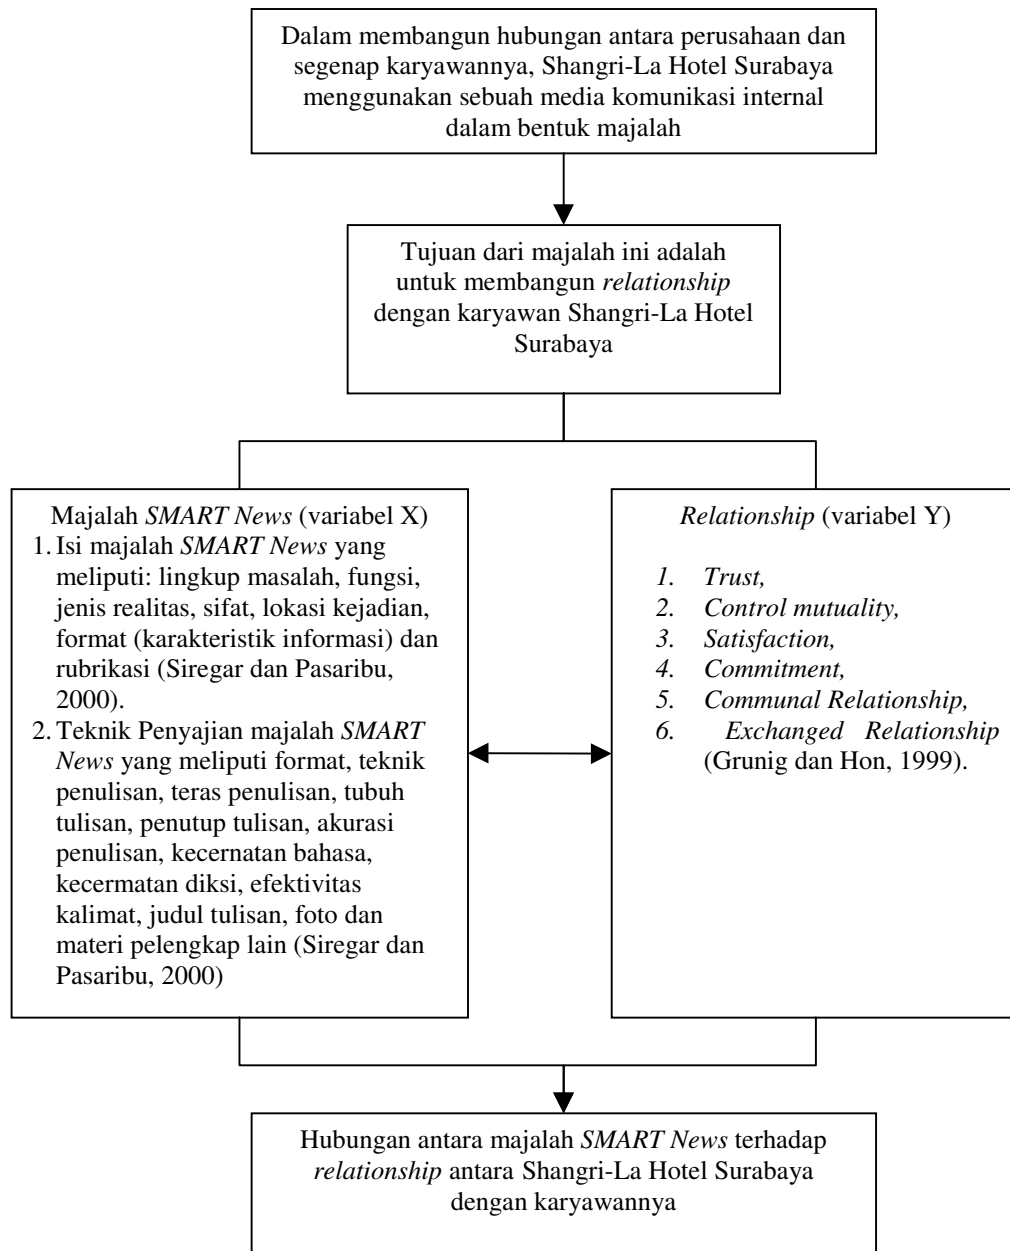 Dalam membangun hubungan antara perusahaan dan
segenap karyawannya, Shangri-La Hotel Surabaya
menggunakan sebuah media komunikasi internal
dalam bentuk majalah
Tujuan dari majalah ini adalah
untuk membangun relationship
dengan karyawan Shangri-La Hotel
Surabaya
Majalah SMART News (variabel X)
1. Isi majalah SMART News yang
meliputi: lingkup masalah, fungsi,
jenis realitas, sifat, lokasi kejadian,
format (karakteristik informasi) dan
rubrikasi (Siregar dan Pasaribu,
2000).
2. Teknik Penyajian majalah SMART
News yang meliputi format, teknik
penulisan, teras penulisan, tubuh
tulisan, penutup tulisan, akurasi
penulisan, kecernatan bahasa,
kecermatan diksi, efektivitas
kalimat, judul tulisan, foto dan
materi pelengkap lain (Siregar dan
Pasaribu, 2000)
Relationship (variabel Y)
1. Trust,
2. Control mutuality,
3. Satisfaction,
4. Commitment,
5. Communal Relationship,
6. Exchanged Relationship
(Grunig dan Hon, 1999).
Hubungan antara majalah SMART News terhadap
relationship antara Shangri-La Hotel Surabaya
dengan karyawannya